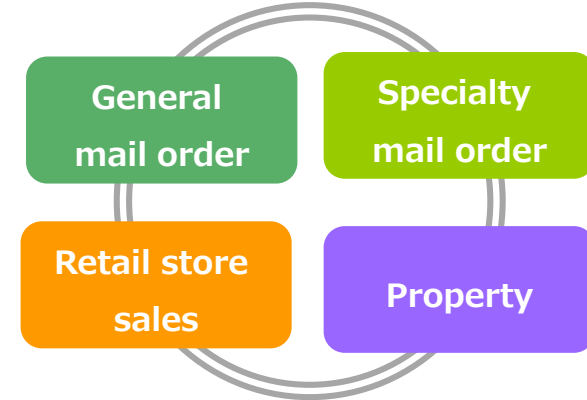 General
mail order
Specialty
mail order
Retail store
sales
Property